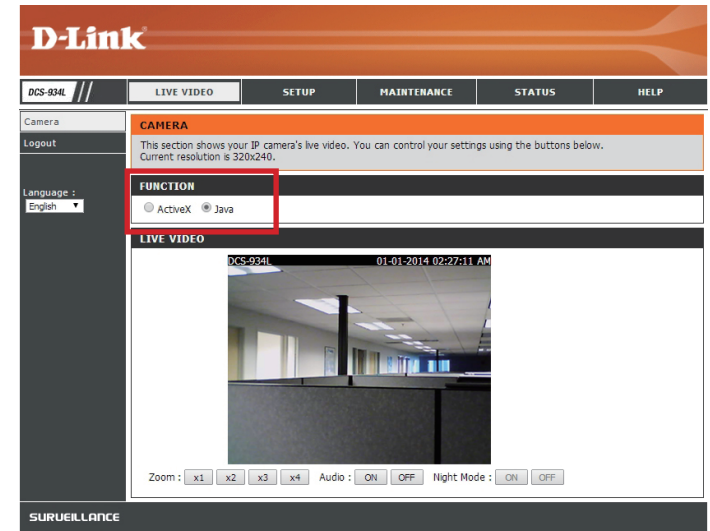 D-Link
DCS-934L // LIVE VIDEO SETUP MAINTENANCE STATUS HELP
Camera
Logout
Language :
English
CAMERA
This section shows your IP camera's live video. You can control your settings using the buttons below.
Current resolution is 320x240.
FUNCTION
ActiveX Java
LIVE VIDEO
DCS-934L 01-01-2014 02:27:11 AM
Zoom : x1 x2 x3 x4 Audio : ON OFF Night Mode : ON OFF
SURVEILLANCE